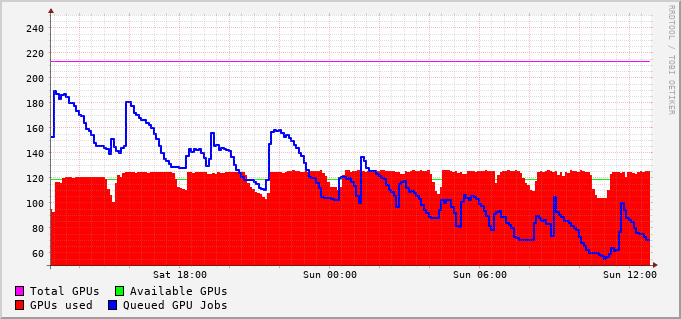 RRDTOOL / TOBI OETIKER
240
220
200
180
160
140
120
100
80
60
Sat 18:00 Sun 00:00 Sun 06:00 Sun 12:00
Total GPUs Available GPUs
GPUs used Queued GPU Jobs